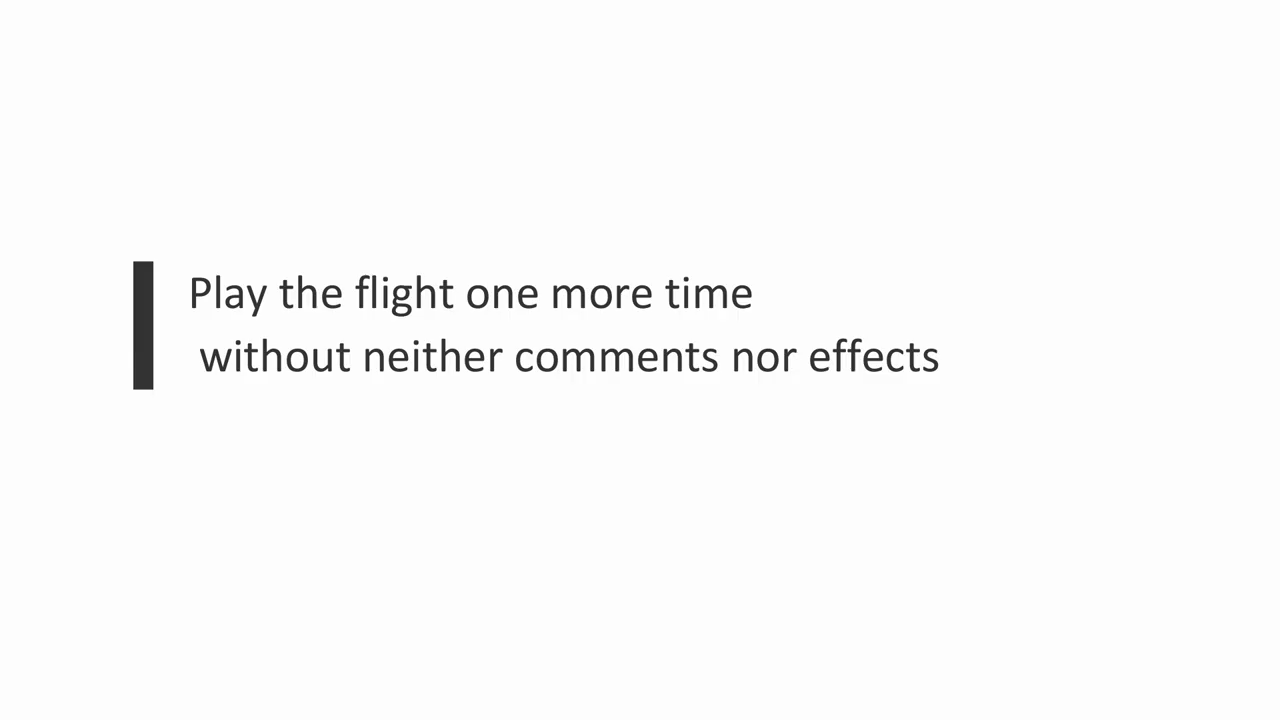 Play the flight one more time
without neither comments nor effects